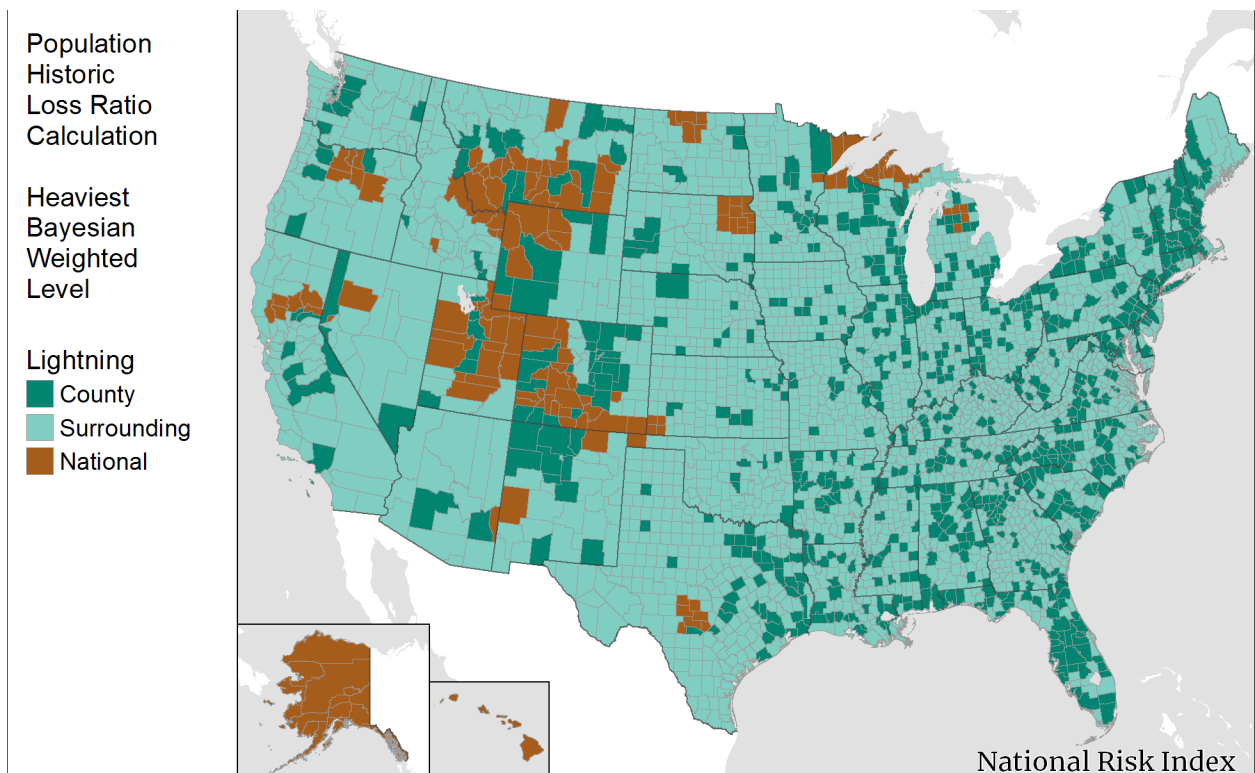 Population
Historic
Loss Ratio
Calculation
Heaviest
Bayesian
Weighted
Level
Lightning
County
Surrounding
National
National Risk Index